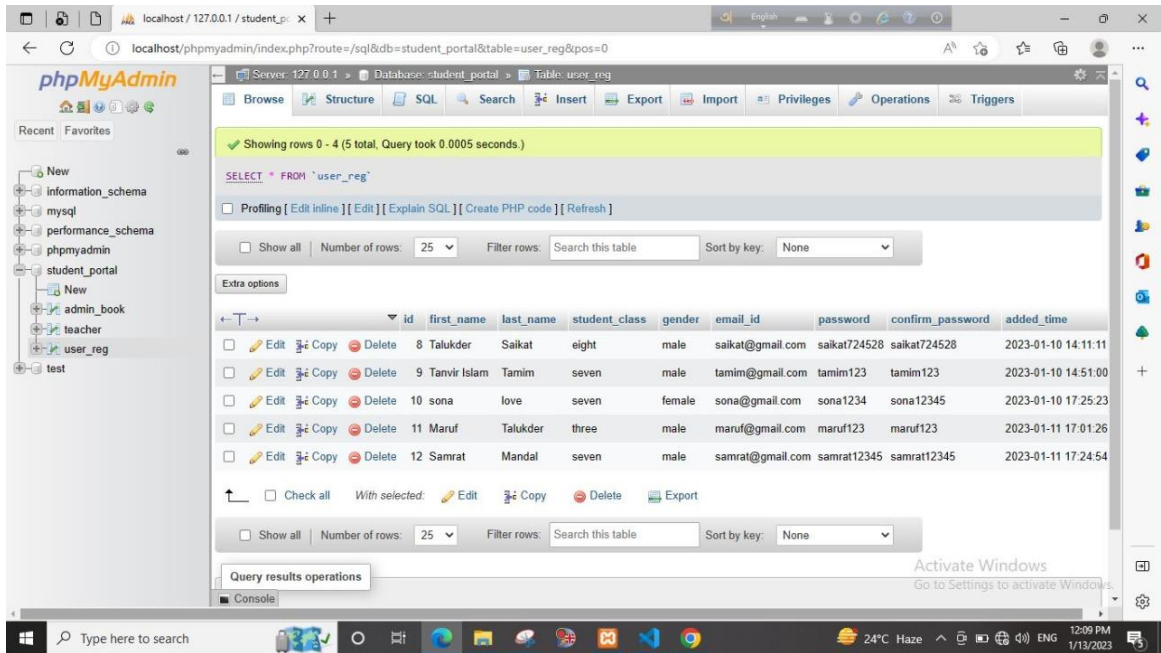 localhost / 127.0.0.1 / student_po
English
localhost/phpmyadmin/index.php?route=/sql&db=student_portal&table=user_reg&pos=0
phpMyAdmin
Recent Favorites
New
information_schema
mysql
performance_schema
phpmyadmin
student_portal
New
admin_book
teacher
user_reg
test
Server: 127.0.0.1 » Database: student_portal » Table: user_reg
Browse Structure SQL Search Insert Export Import Privileges Operations Triggers
Showing rows 0 - 4 (5 total, Query took 0.0005 seconds.)
SELECT * FROM `user_reg`
Profiling [ Edit inline ] [ Edit ] [ Explain SQL ] [ Create PHP code ] [ Refresh ]
Show all | Number of rows: 25 Filter rows: Search this table Sort by key: None
Extra options
id first_name last_name student_class gender email_id password confirm_password added_time
Edit Copy Delete 8 Talukder Saikat eight male saikat@gmail.com saikat724528 saikat724528 2023-01-10 14:11:11
Edit Copy Delete 9 Tanvir Islam Tamim seven male tamim@gmail.com tamim123 tamim123 2023-01-10 14:51:00
Edit Copy Delete 10 sona love seven female sona@gmail.com sona1234 sona12345 2023-01-10 17:25:23
Edit Copy Delete 11 Maruf Talukder three male maruf@gmail.com maruf123 maruf123 2023-01-11 17:01:26
Edit Copy Delete 12 Samrat Mandal seven male samrat@gmail.com samrat12345 samrat12345 2023-01-11 17:24:54
Check all With selected: Edit Copy Delete Export
Show all | Number of rows: 25 Filter rows: Search this table Sort by key: None
Query results operations
Console
Activate Windows
Go to Settings to activate Windows.
Type here to search
24°C Haze
ENG
12:09 PM
1/13/2023